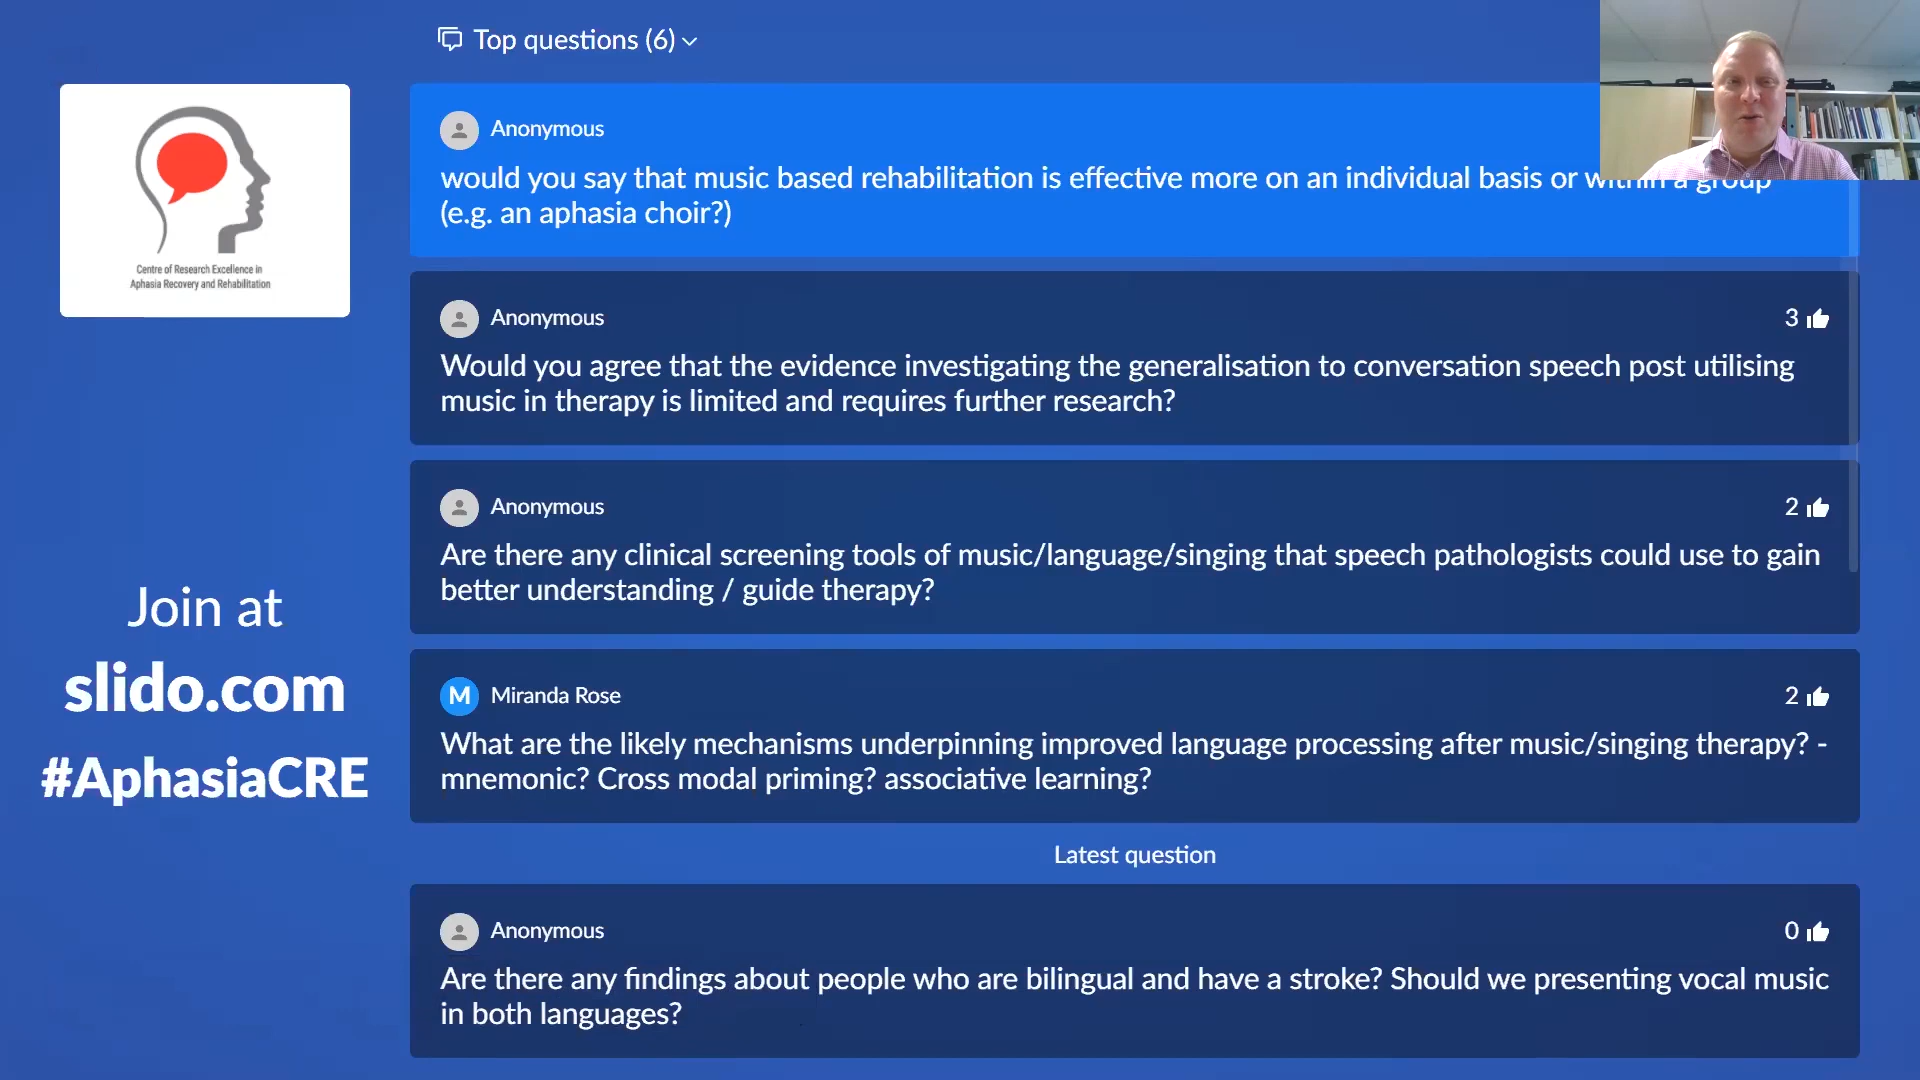 Top questions (6)
Anonymous
would you say that music based rehabilitation is effective more on an individual basis or within a group
(e.g. an aphasia choir?)
Anonymous
3
Would you agree that the evidence investigating the generalisation to conversation speech post utilising
music in therapy is limited and requires further research?
Anonymous
2
Are there any clinical screening tools of music/language/singing that speech pathologists could use to gain
better understanding / guide therapy?
M Miranda Rose
2
What are the likely mechanisms underpinning improved language processing after music/singing therapy? -
mnemonic? Cross modal priming? associative learning?
Latest question
Anonymous
0
Are there any findings about people who are bilingual and have a stroke? Should we presenting vocal music
in both languages?
Centre of Research Excellence in
Aphasia Recovery and Rehabilitation
Join at
slido.com
#AphasiaCRE